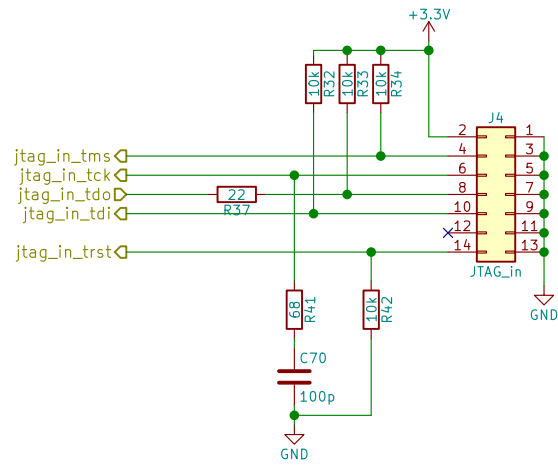 +3.3V
10k
R32
10k
R33
10k
R34
J4
2
1
jtag_in_tms
4
3
jtag_in_tck
6
5
jtag_in_tdo
22
8
7
R37
jtag_in_tdi
10
9
12
11
jtag_in_trst
14
13
JTAG_in
68
R41
10k
R42
GND
C70
100p
GND